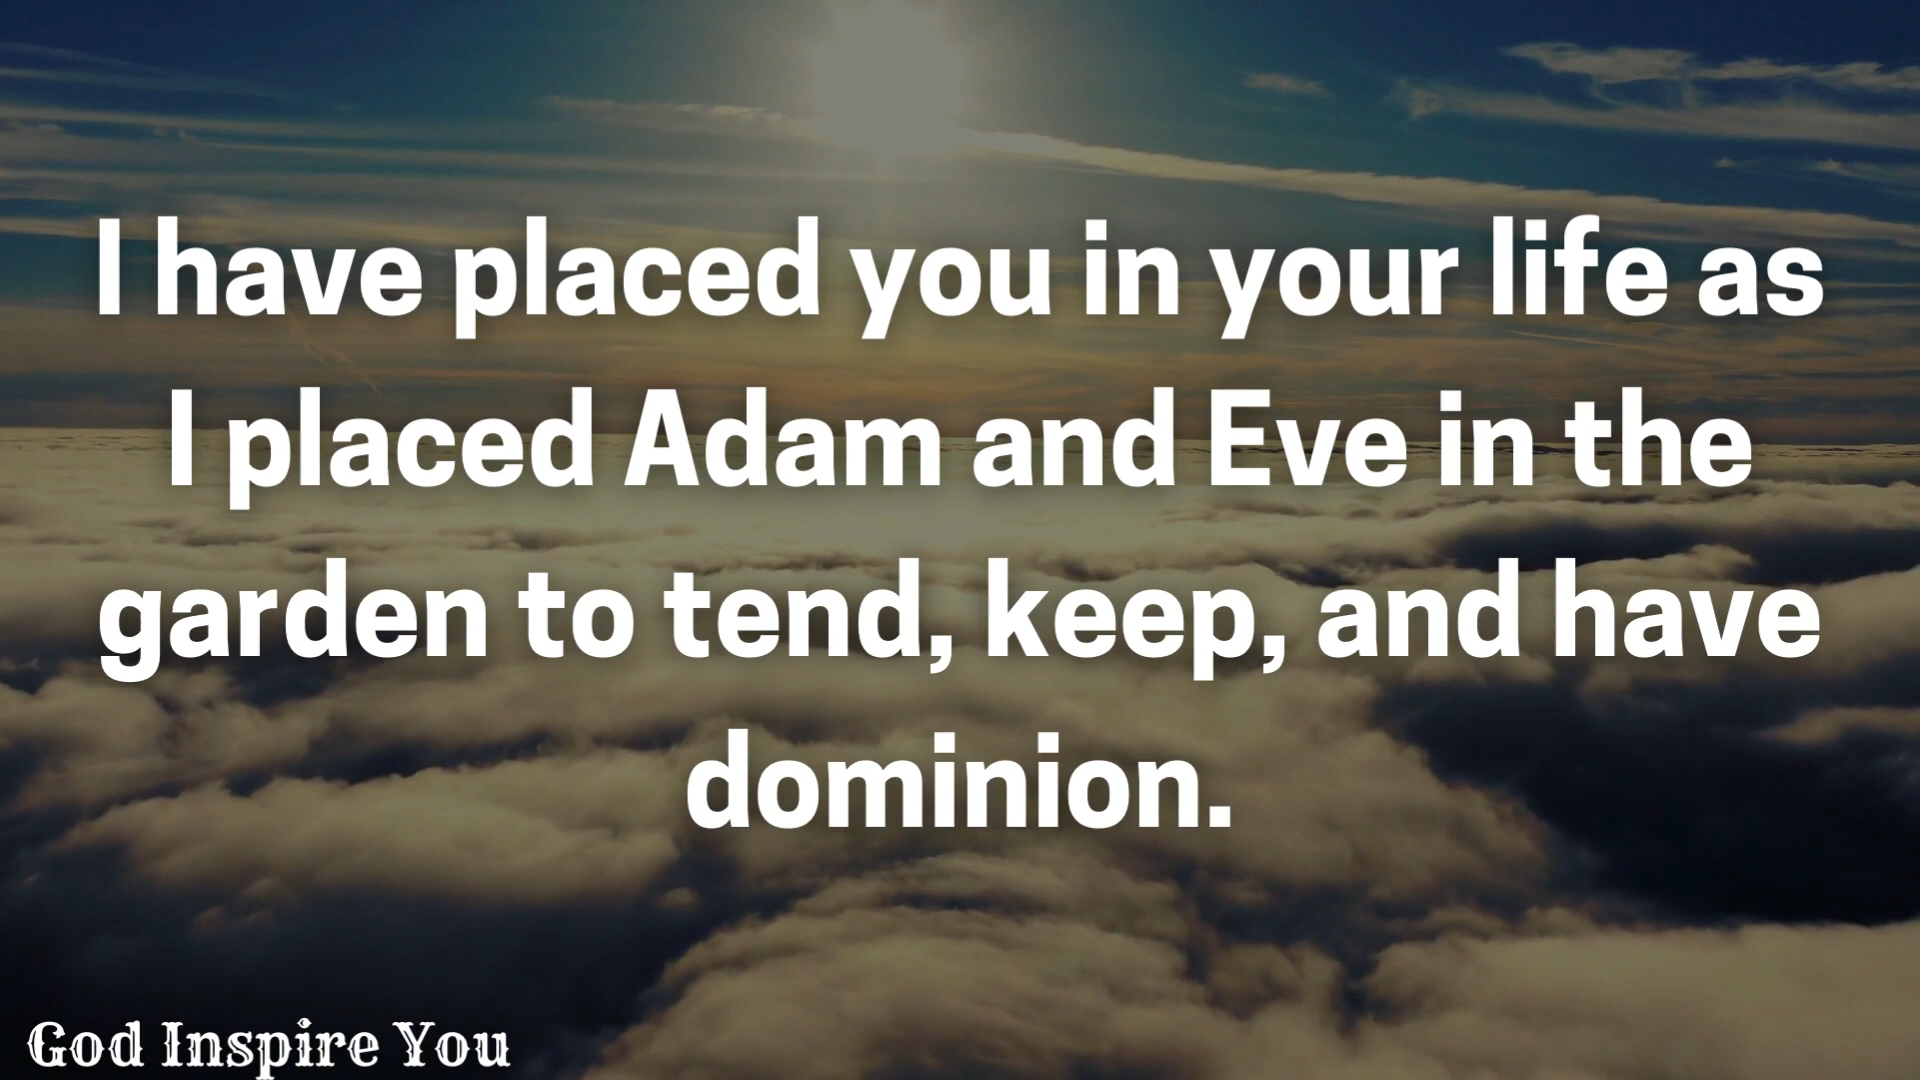 I have placed you in your life as
I placed Adam and Eve in the
garden to tend, keep, and have
dominion.
God Inspire You